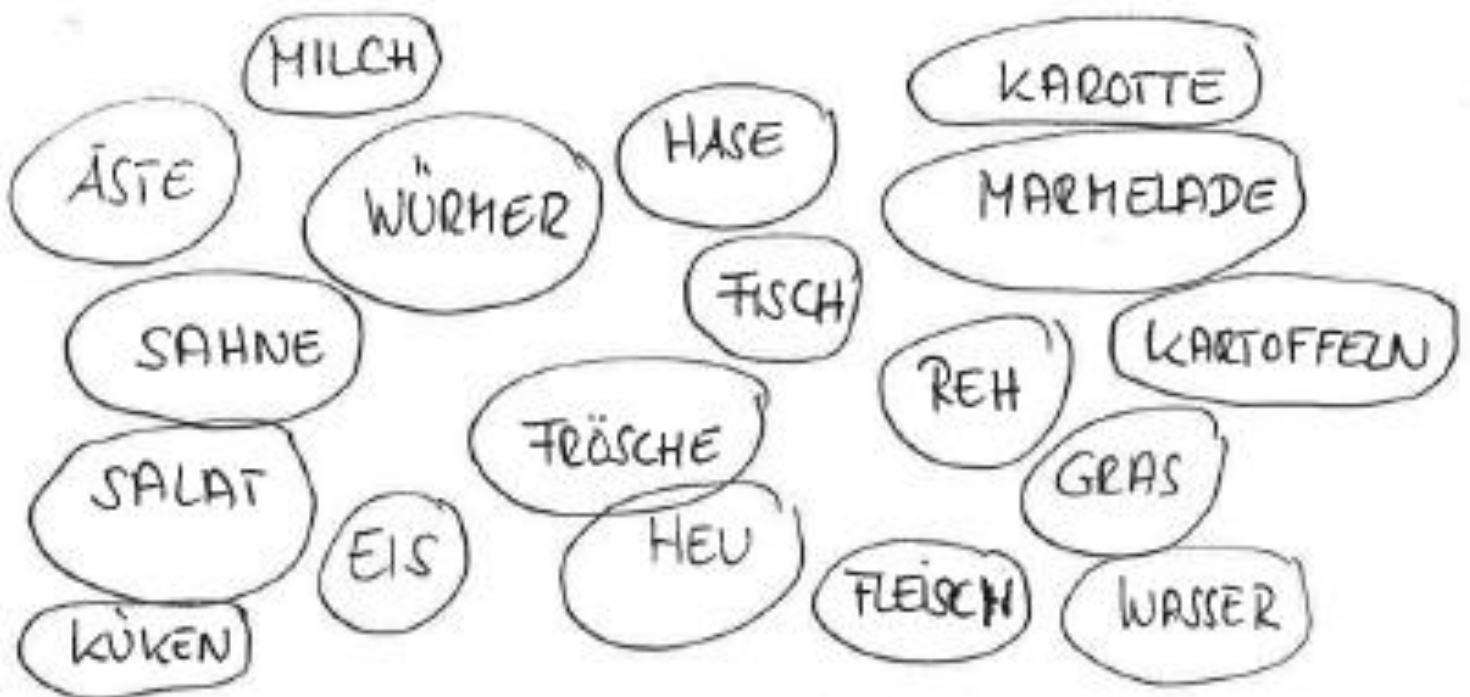 MILCH
KAROTTE
ÄSTE
WÜRMER
HASE
MARMELADE
SAHNE
FISCH
REH
KARTOFFELN
SALAT
FRÖSCHE
GRAS
EIS
HEU
FLEISCH
WASSER
KÜKEN